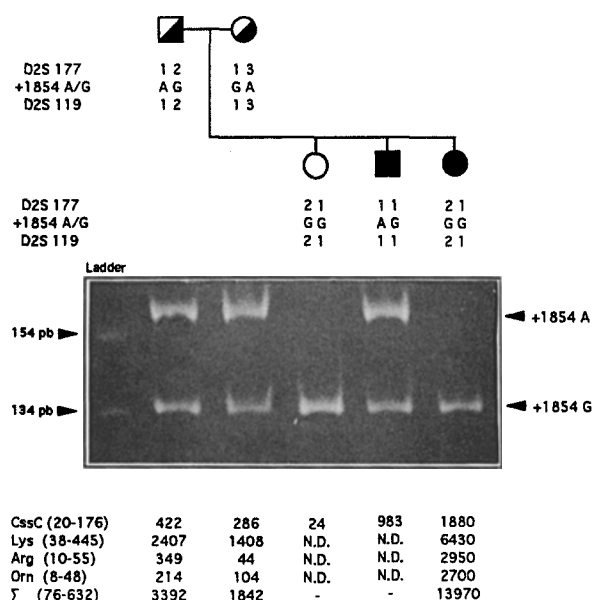 D2S 177 1 2 1 3
+1854 A/G A G G A
D2S 119 1 2 1 3
D2S 177 2 1 1 1 2 1
+1854 A/G G G A G G G
D2S 119 2 1 1 1 2 1
Ladder
+1854 A
154 pb
134 pb
+1854 G
CssC (20-176) 422 286 24 983 1880
Lys (38-445) 2407 1408 N.D. N.D. 6430
Arg (10-55) 349 44 N.D. N.D. 2950
Orn (8-48) 214 104 N.D. N.D. 2700
Σ (76-632) 3392 1842 - - 13970